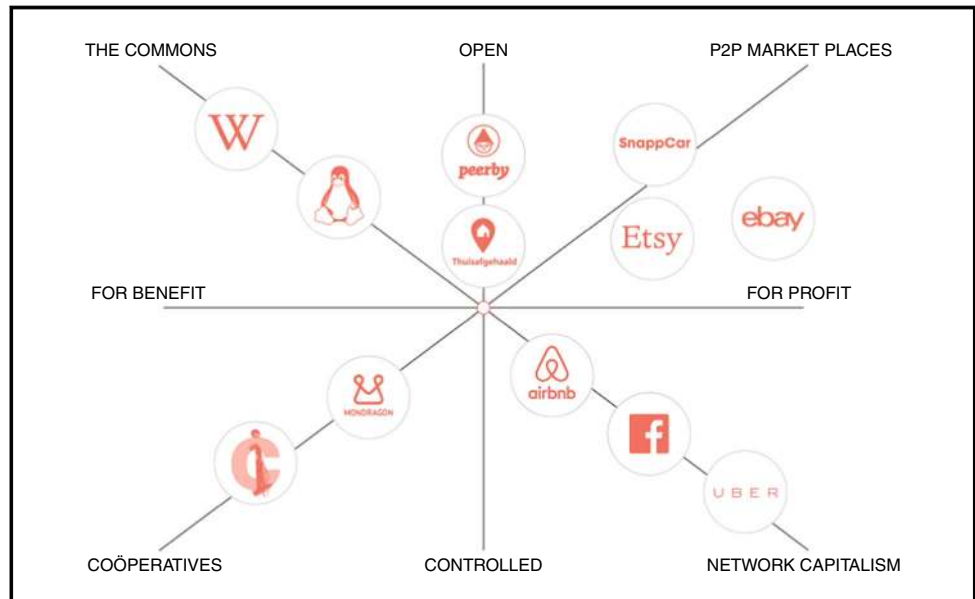 THE COMMONS
OPEN
P2P MARKET PLACES
W
peerby
SnappCar
Thuisafgehaald
Etsy
ebay
FOR BENEFIT
FOR PROFIT
MONDRAGON
airbnb
f
C
UBER
COÖPERATIVES
CONTROLLED
NETWORK CAPITALISM